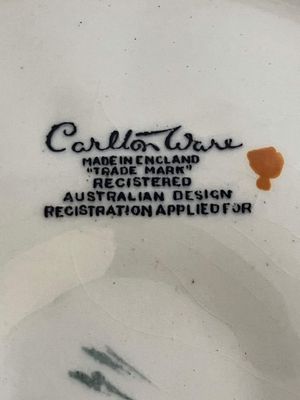 Carlton Ware
MADE IN ENGLAND
"TRADE MARK"
REGISTERED
AUSTRALIAN DESIGN
REGISTRATION APPLIED FOR